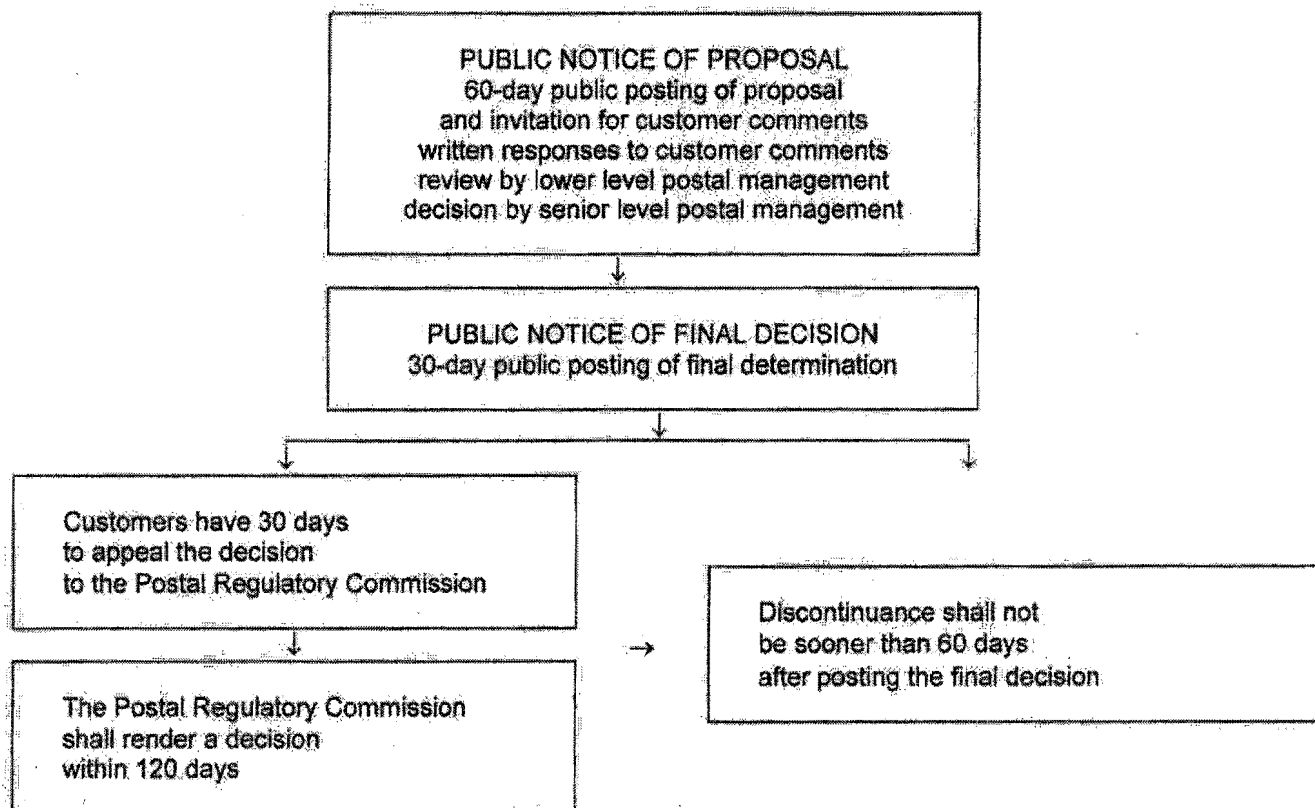 PUBLIC NOTICE OF PROPOSAL
60-day public posting of proposal
and invitation for customer comments
written responses to customer comments
review by lower level postal management
decision by senior level postal management
PUBLIC NOTICE OF FINAL DECISION
30-day public posting of final determination
Customers have 30 days
to appeal the decision
to the Postal Regulatory Commission
The Postal Regulatory Commission
shall render a decision
within 120 days
Discontinuance shall not
be sooner than 60 days
after posting the final decision